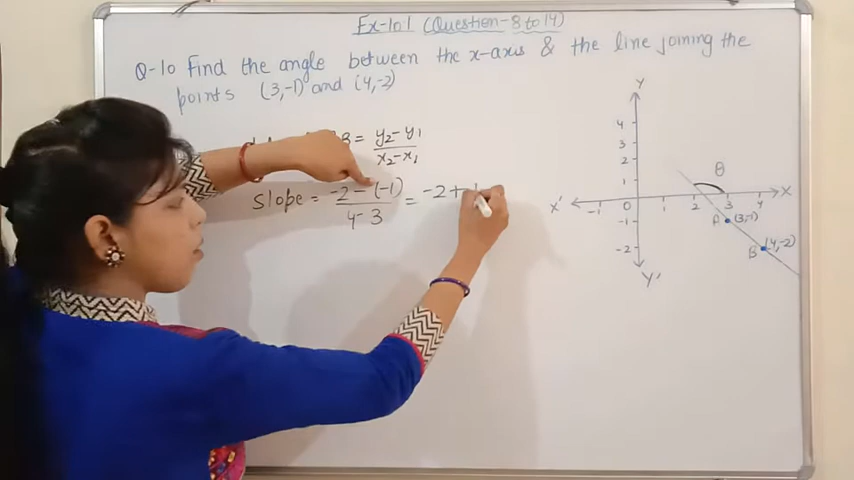 Ex-10.1 (Question-8 to 14)
Q-10 Find the angle between the x-axis & the line joining the
points (3,-1) and (4,-2)
= y₂-y₁
x₂-x₁
slope = -2-(-1) = -2+1
4-3
Y
4
3
2
1
θ
X' -1 0 1 2 3 4 X
-1 A (3,-1)
-2 B (4,-2)
Y'